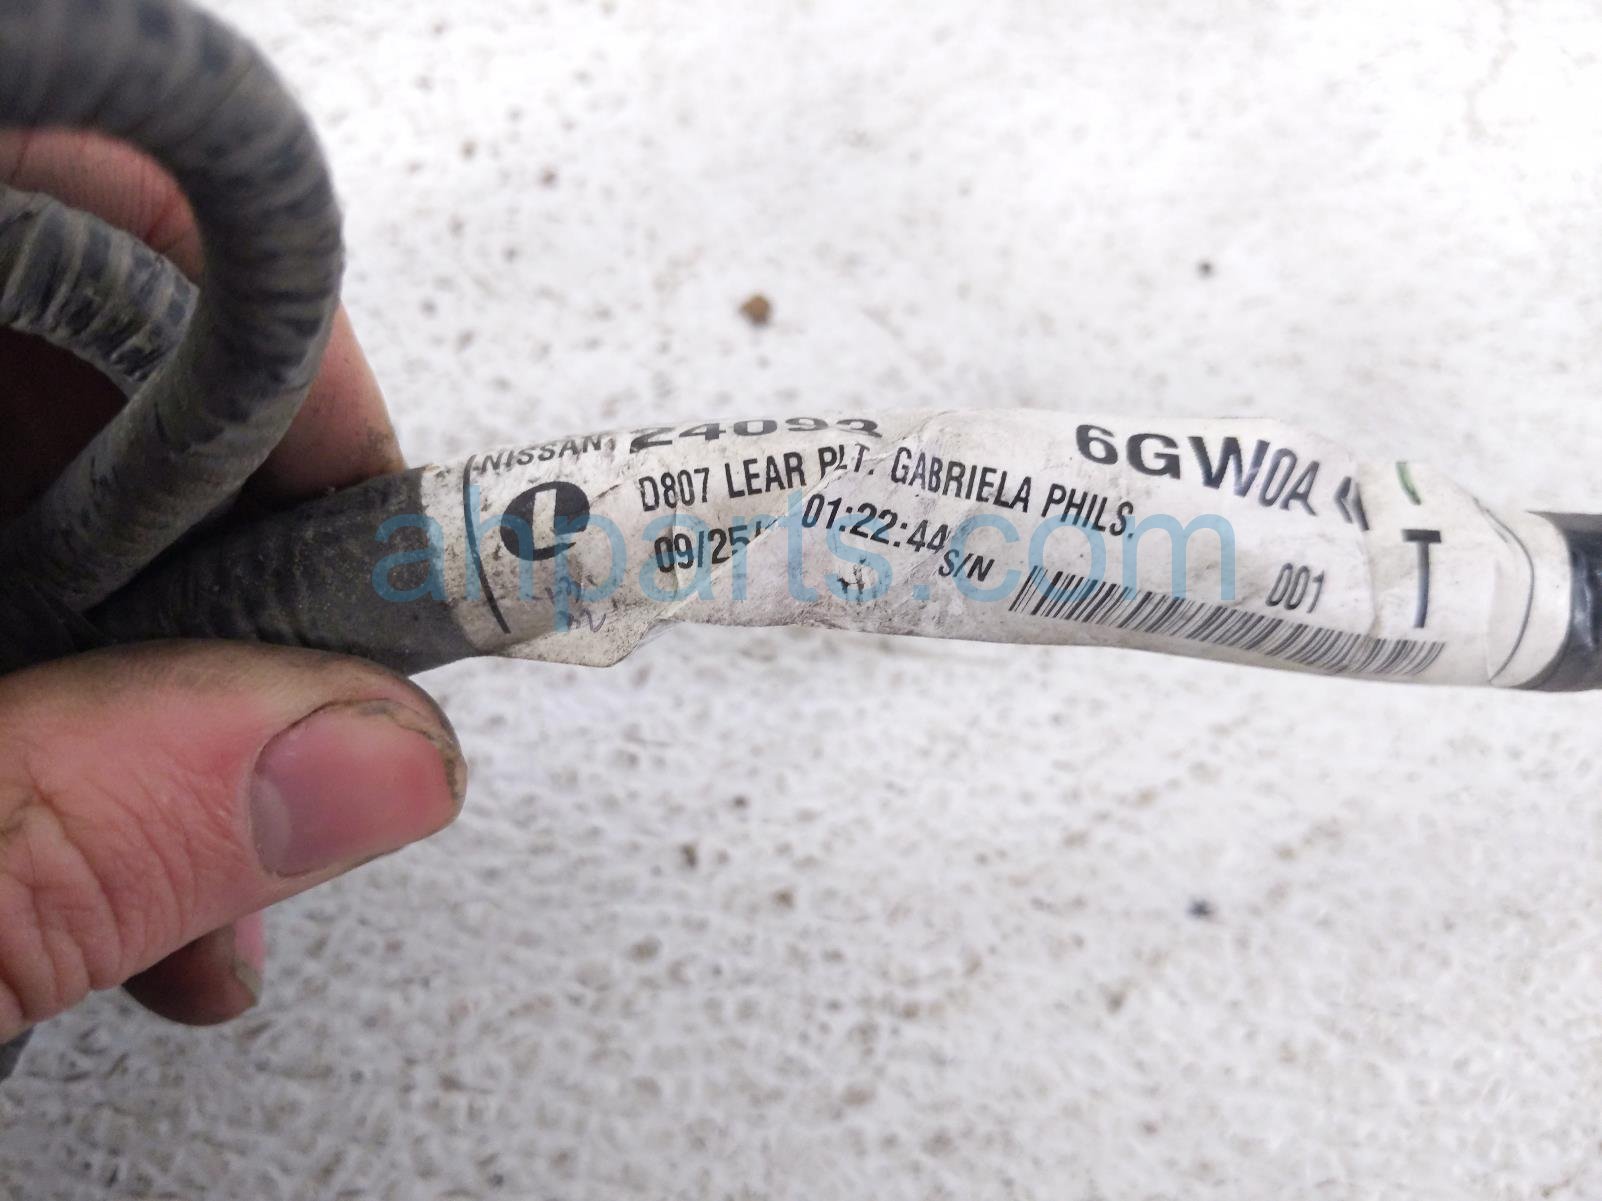 NISSAN 24093 6GW0A
D807 LEAR PLT. GABRIELA PHILS.
09/25/ 01:22:44 S/N 001 T
ahparts.com